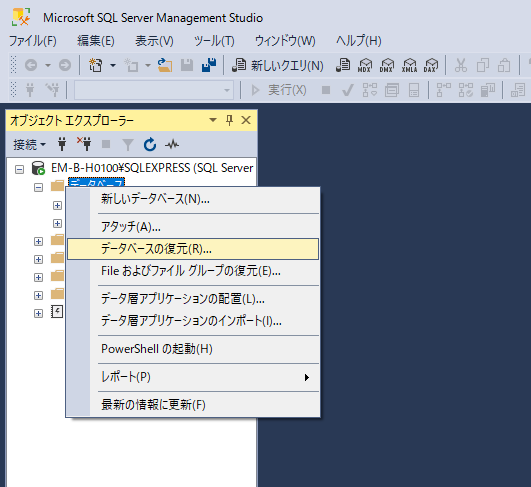 Microsoft SQL Server Management Studio
ファイル(F) 編集(E) 表示(V) ツール(T) ウィンドウ(W) ヘルプ(H)
新しいクエリ(N) MDX DMX XMLA DAX
実行(X)
オブジェクト エクスプローラー
接続
EM-B-H0100¥SQLEXPRESS (SQL Server
データベース
新しいデータベース(N)...
アタッチ(A)...
データベースの復元(R)...
File およびファイル グループの復元(E)...
データ層アプリケーションの配置(L)...
データ層アプリケーションのインポート(I)...
PowerShell の起動(H)
レポート(P)
最新の情報に更新(F)